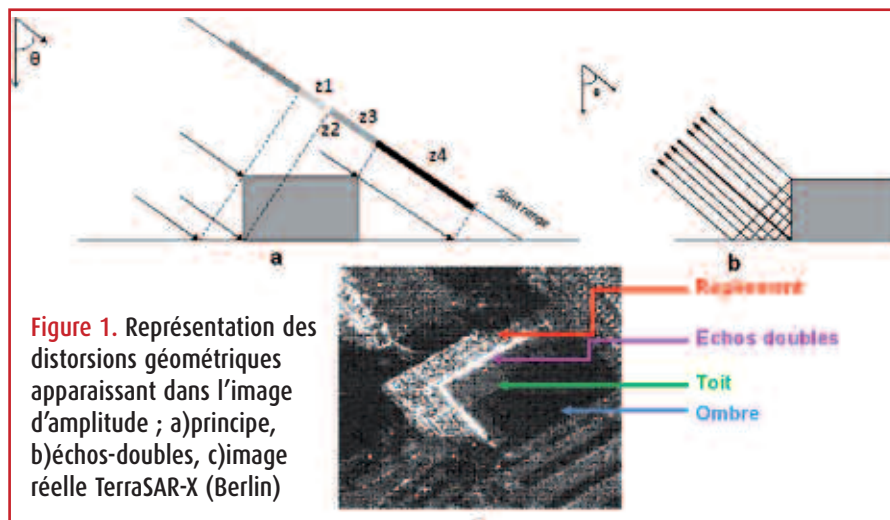 θ
z1
z2
z3
z4
Slant range
a
θ
b
Repliement
Echos doubles
Toit
Ombre
Figure 1. Représentation des
distorsions géométriques
apparaissant dans l'image
d'amplitude ; a)principe,
b)échos-doubles, c)image
réelle TerraSAR-X (Berlin)